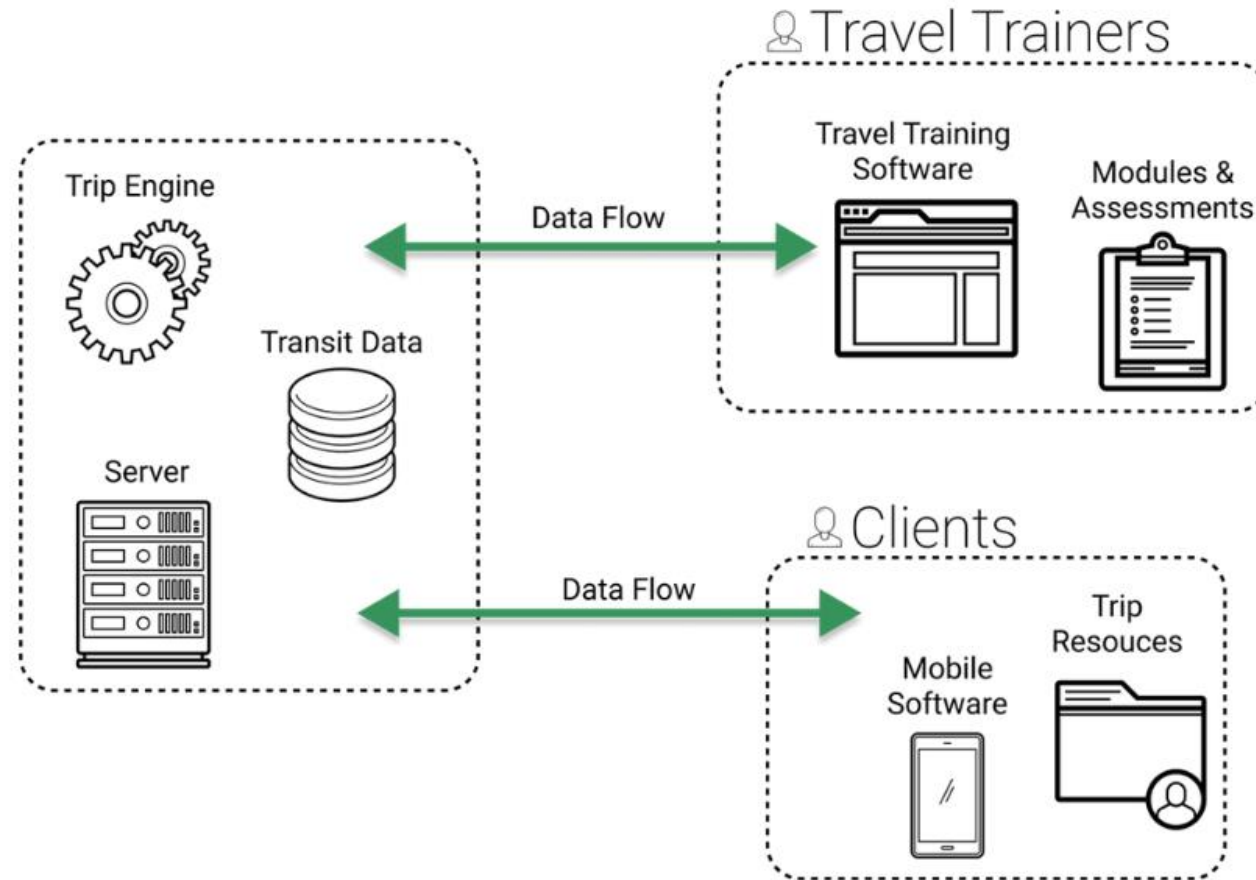 Travel Trainers
Travel Training
Software
Modules &
Assessments
Trip Engine
Data Flow
Transit Data
Server
Clients
Data Flow
Trip
Resouces
Mobile
Software